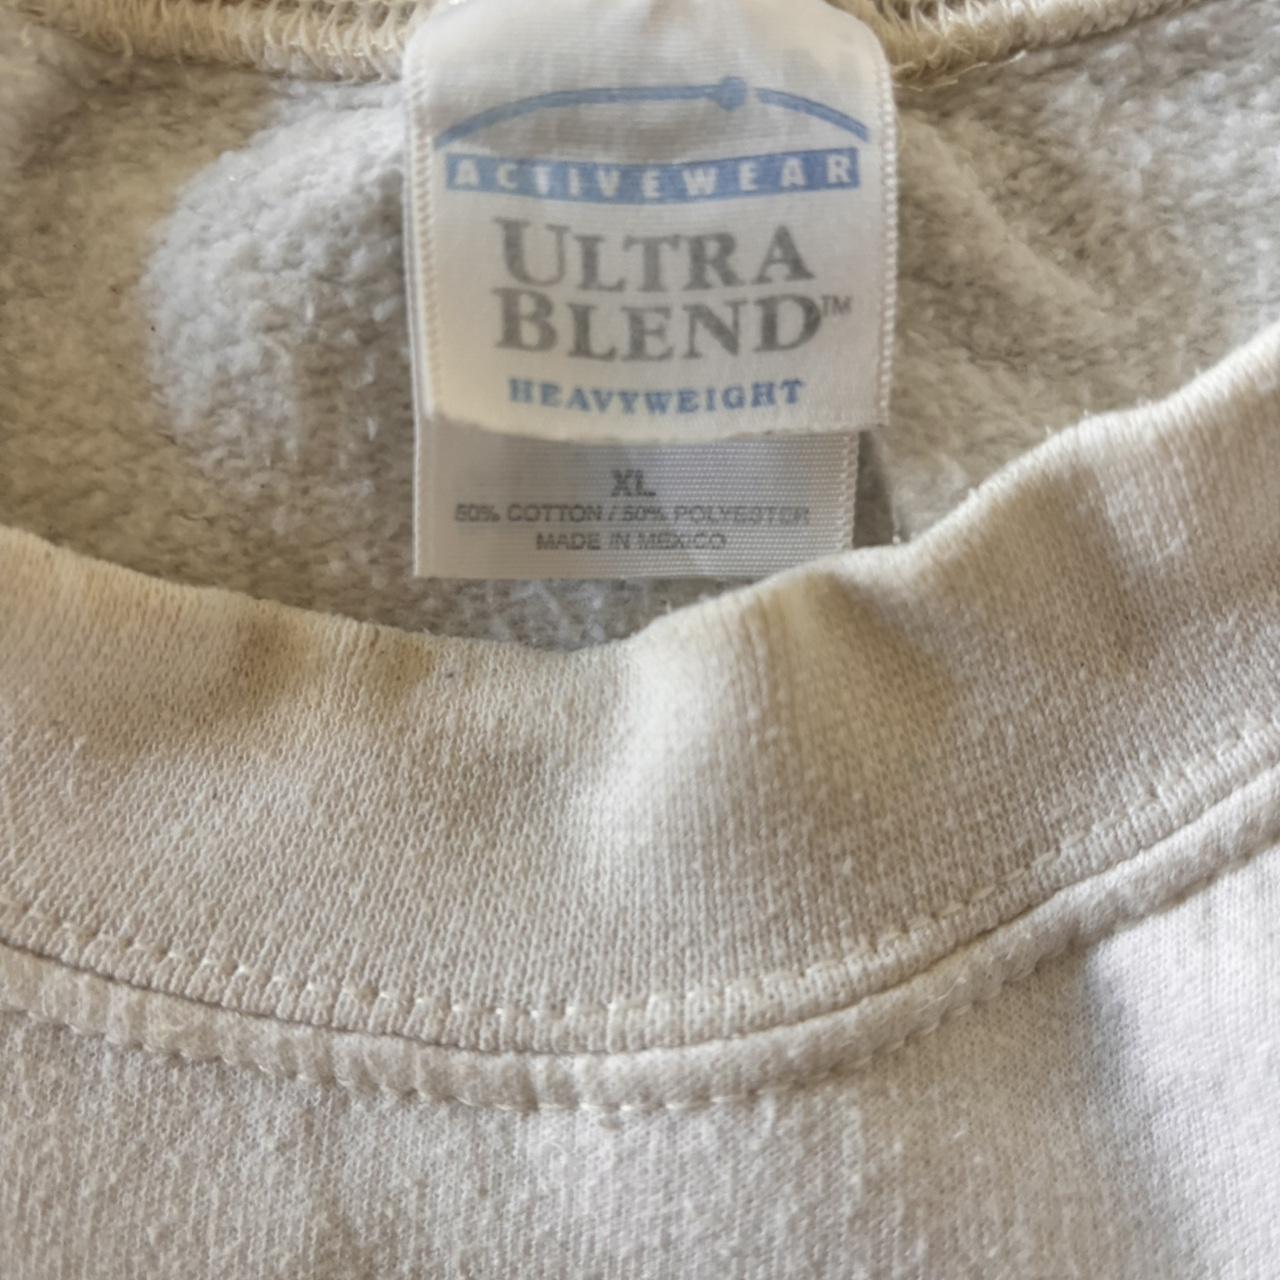 ACTIVEWEAR
ULTRA
BLEND™
HEAVYWEIGHT
XL
50% COTTON / 50% POLYESTER
MADE IN MEXICO